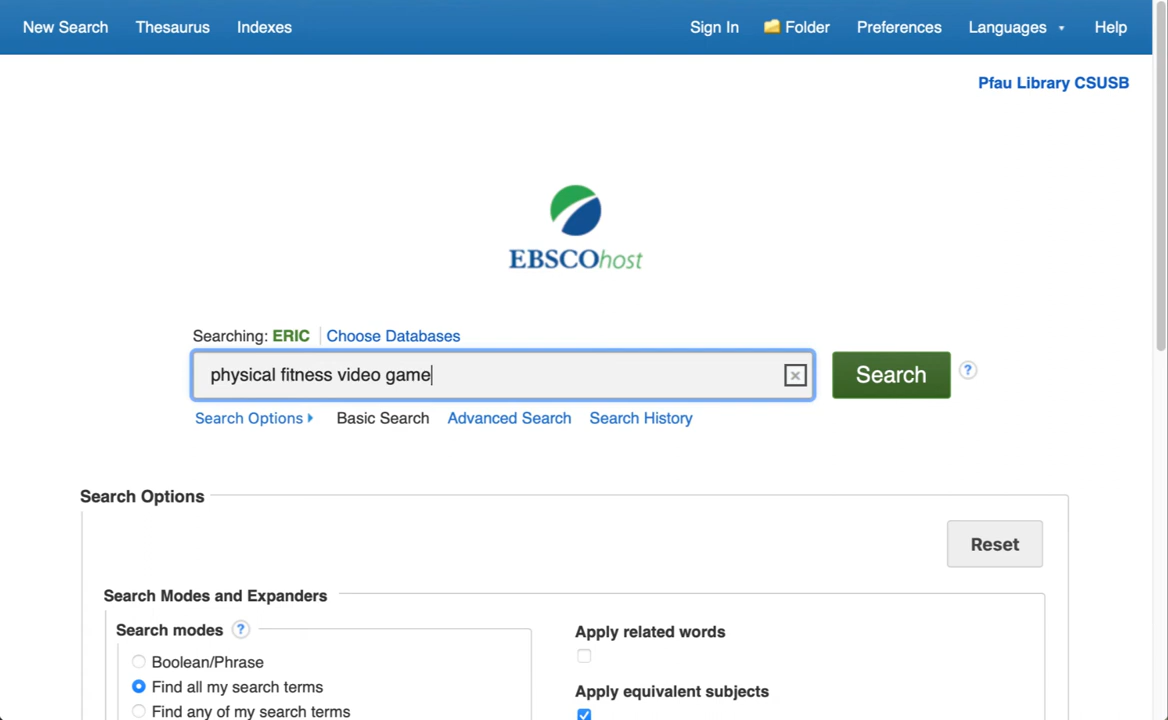 New Search Thesaurus Indexes Sign In Folder Preferences Languages Help
Pfau Library CSUSB
EBSCOhost
Searching: ERIC Choose Databases
physical fitness video game
Search ?
Search Options Basic Search Advanced Search Search History
Search Options
Reset
Search Modes and Expanders
Search modes ?
Apply related words
Boolean/Phrase
Find all my search terms
Apply equivalent subjects
Find any of my search terms